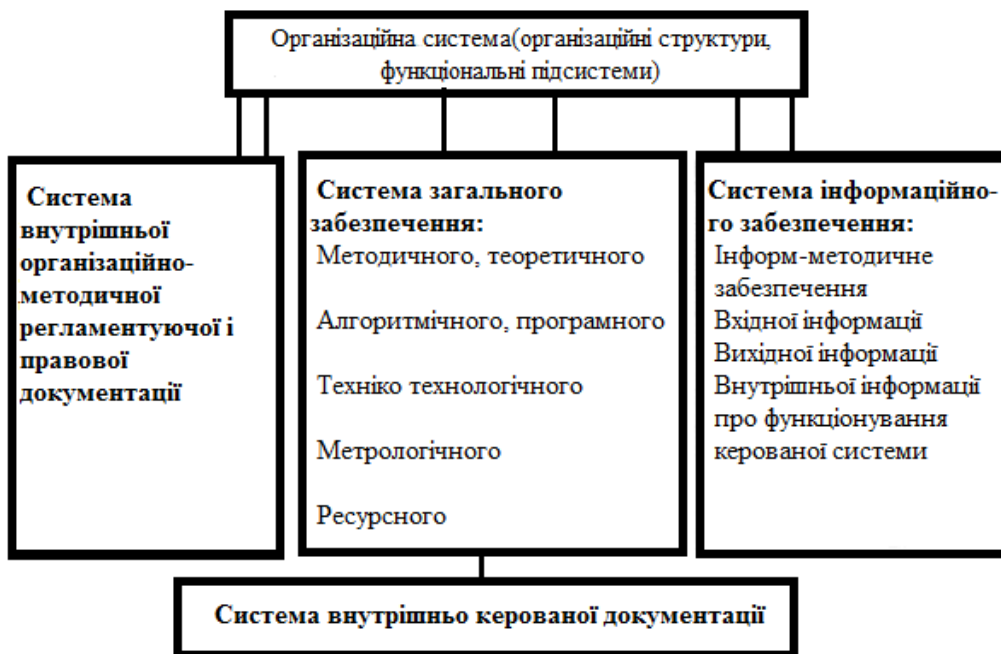 Організаційна система(організаційні структури,
функціональні підсистеми)
Система
внутрішньої
організаційно-
методичної
регламентуючої і
правової
документації
Система загального
забезпечення:
Методичного, теоретичного
Алгоритмічного, програмного
Техніко технологічного
Метрологічного
Ресурсного
Система інформаційно-
го забезпечення:
Інформ-методичне
забезпечення
Вхідної інформації
Вихідної інформації
Внутрішньої інформації
про функціонування
керованої системи
Система внутрішньо керованої документації